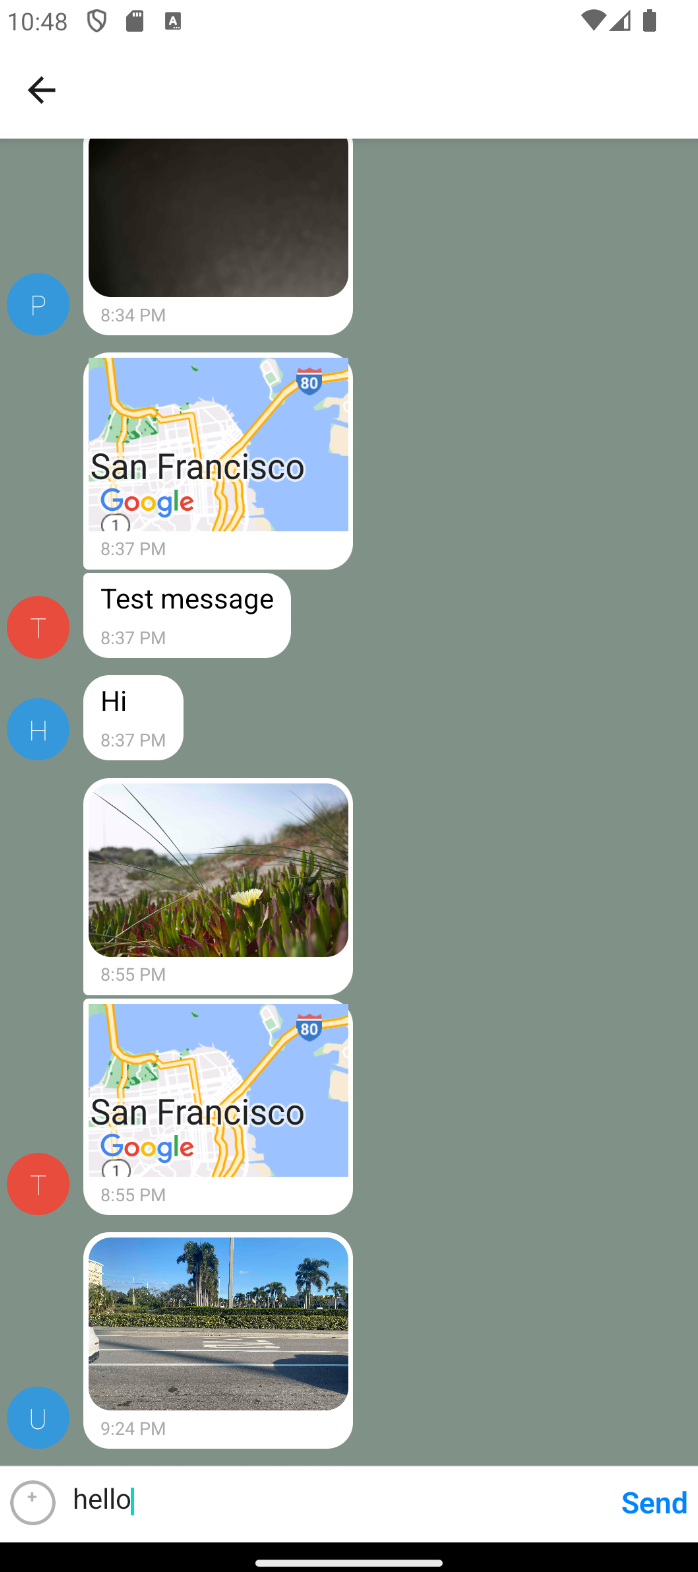 10:48
A
P
8:34 PM
80
San Francisco
Google
1
8:37 PM
Test message
T
8:37 PM
Hi
H
8:37 PM
8:55 PM
80
San Francisco
Google
1
T
8:55 PM
U
9:24 PM
+
hello
Send